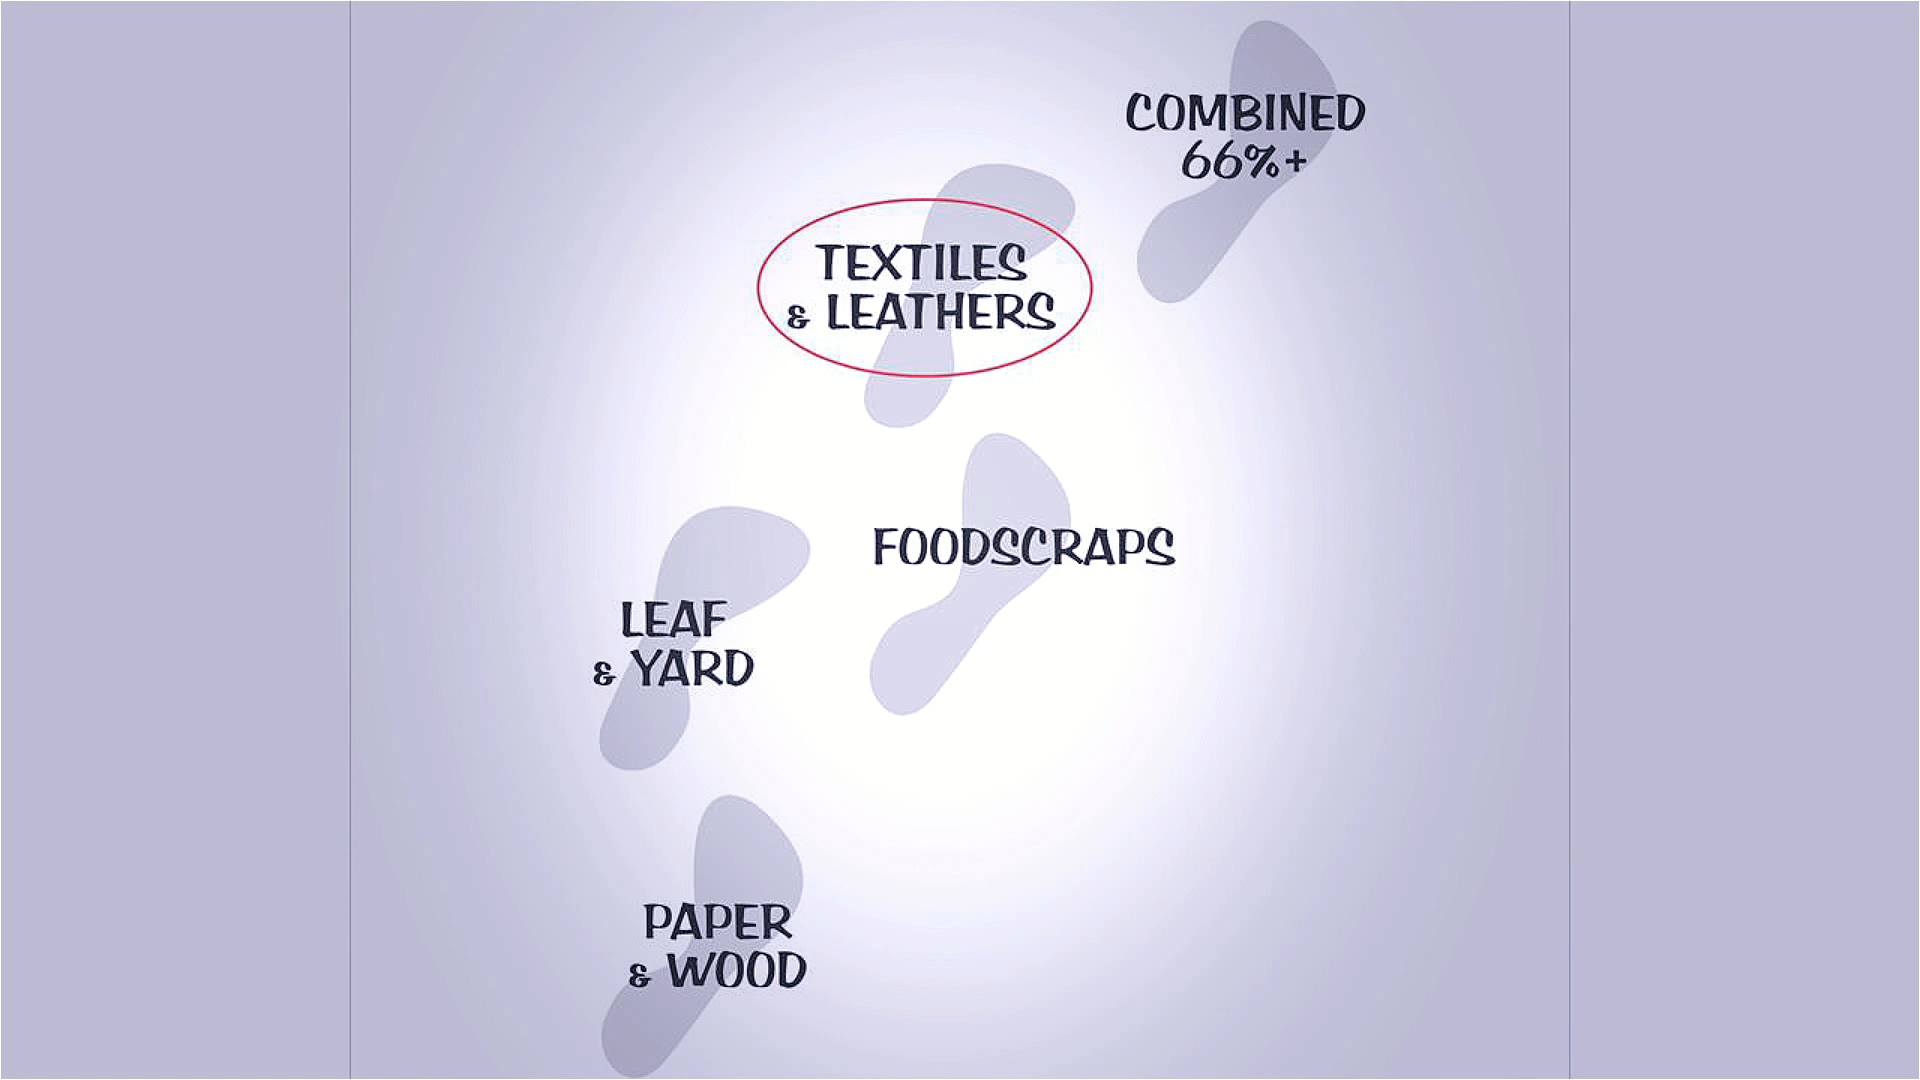 COMBINED
66%+
TEXTILES
& LEATHERS
FOODSCRAPS
LEAF
& YARD
PAPER
& WOOD